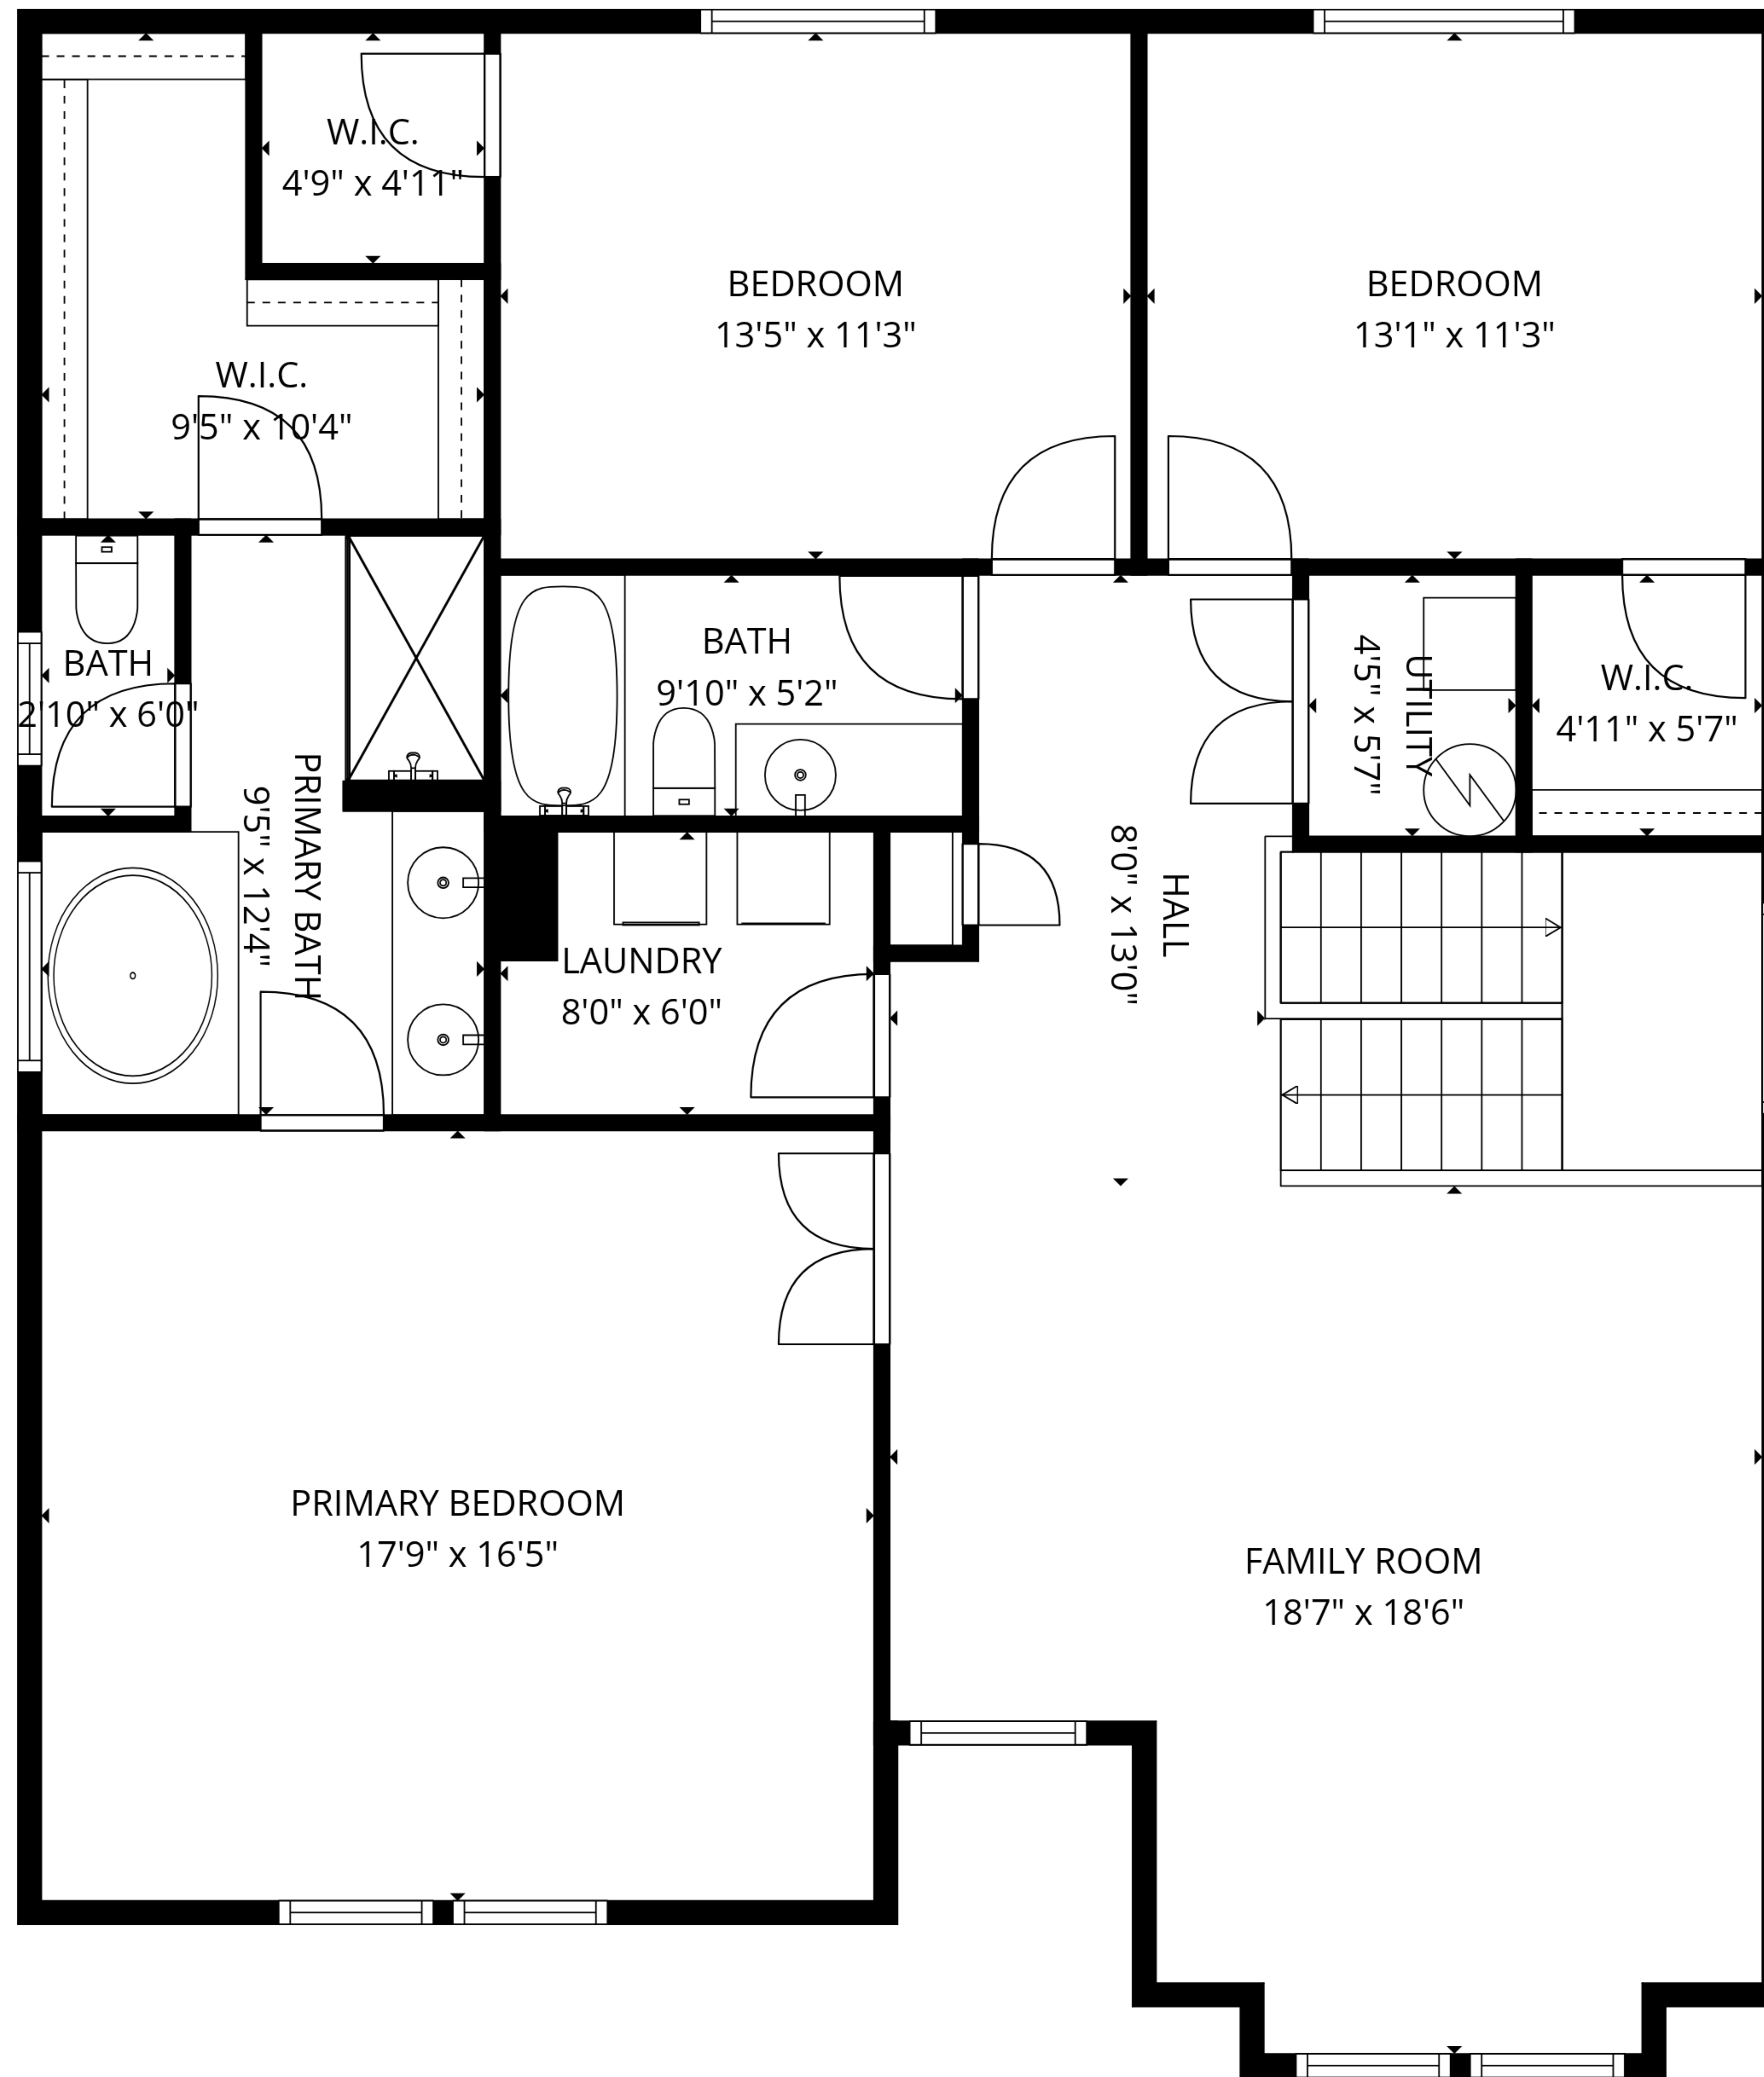 W.I.C.
4'9" x 4'11"
BEDROOM
13'5" x 11'3"
BEDROOM
13'1" x 11'3"
W.I.C.
9'5" x 10'4"
BATH
2'10" x 6'0"
BATH
9'10" x 5'2"
UTILITY
4'5" x 5'7"
W.I.C.
4'11" x 5'7"
PRIMARY BATH
9'5" x 12'4"
HALL
8'0" x 13'0"
LAUNDRY
8'0" x 6'0"
PRIMARY BEDROOM
17'9" x 16'5"
FAMILY ROOM
18'7" x 18'6"